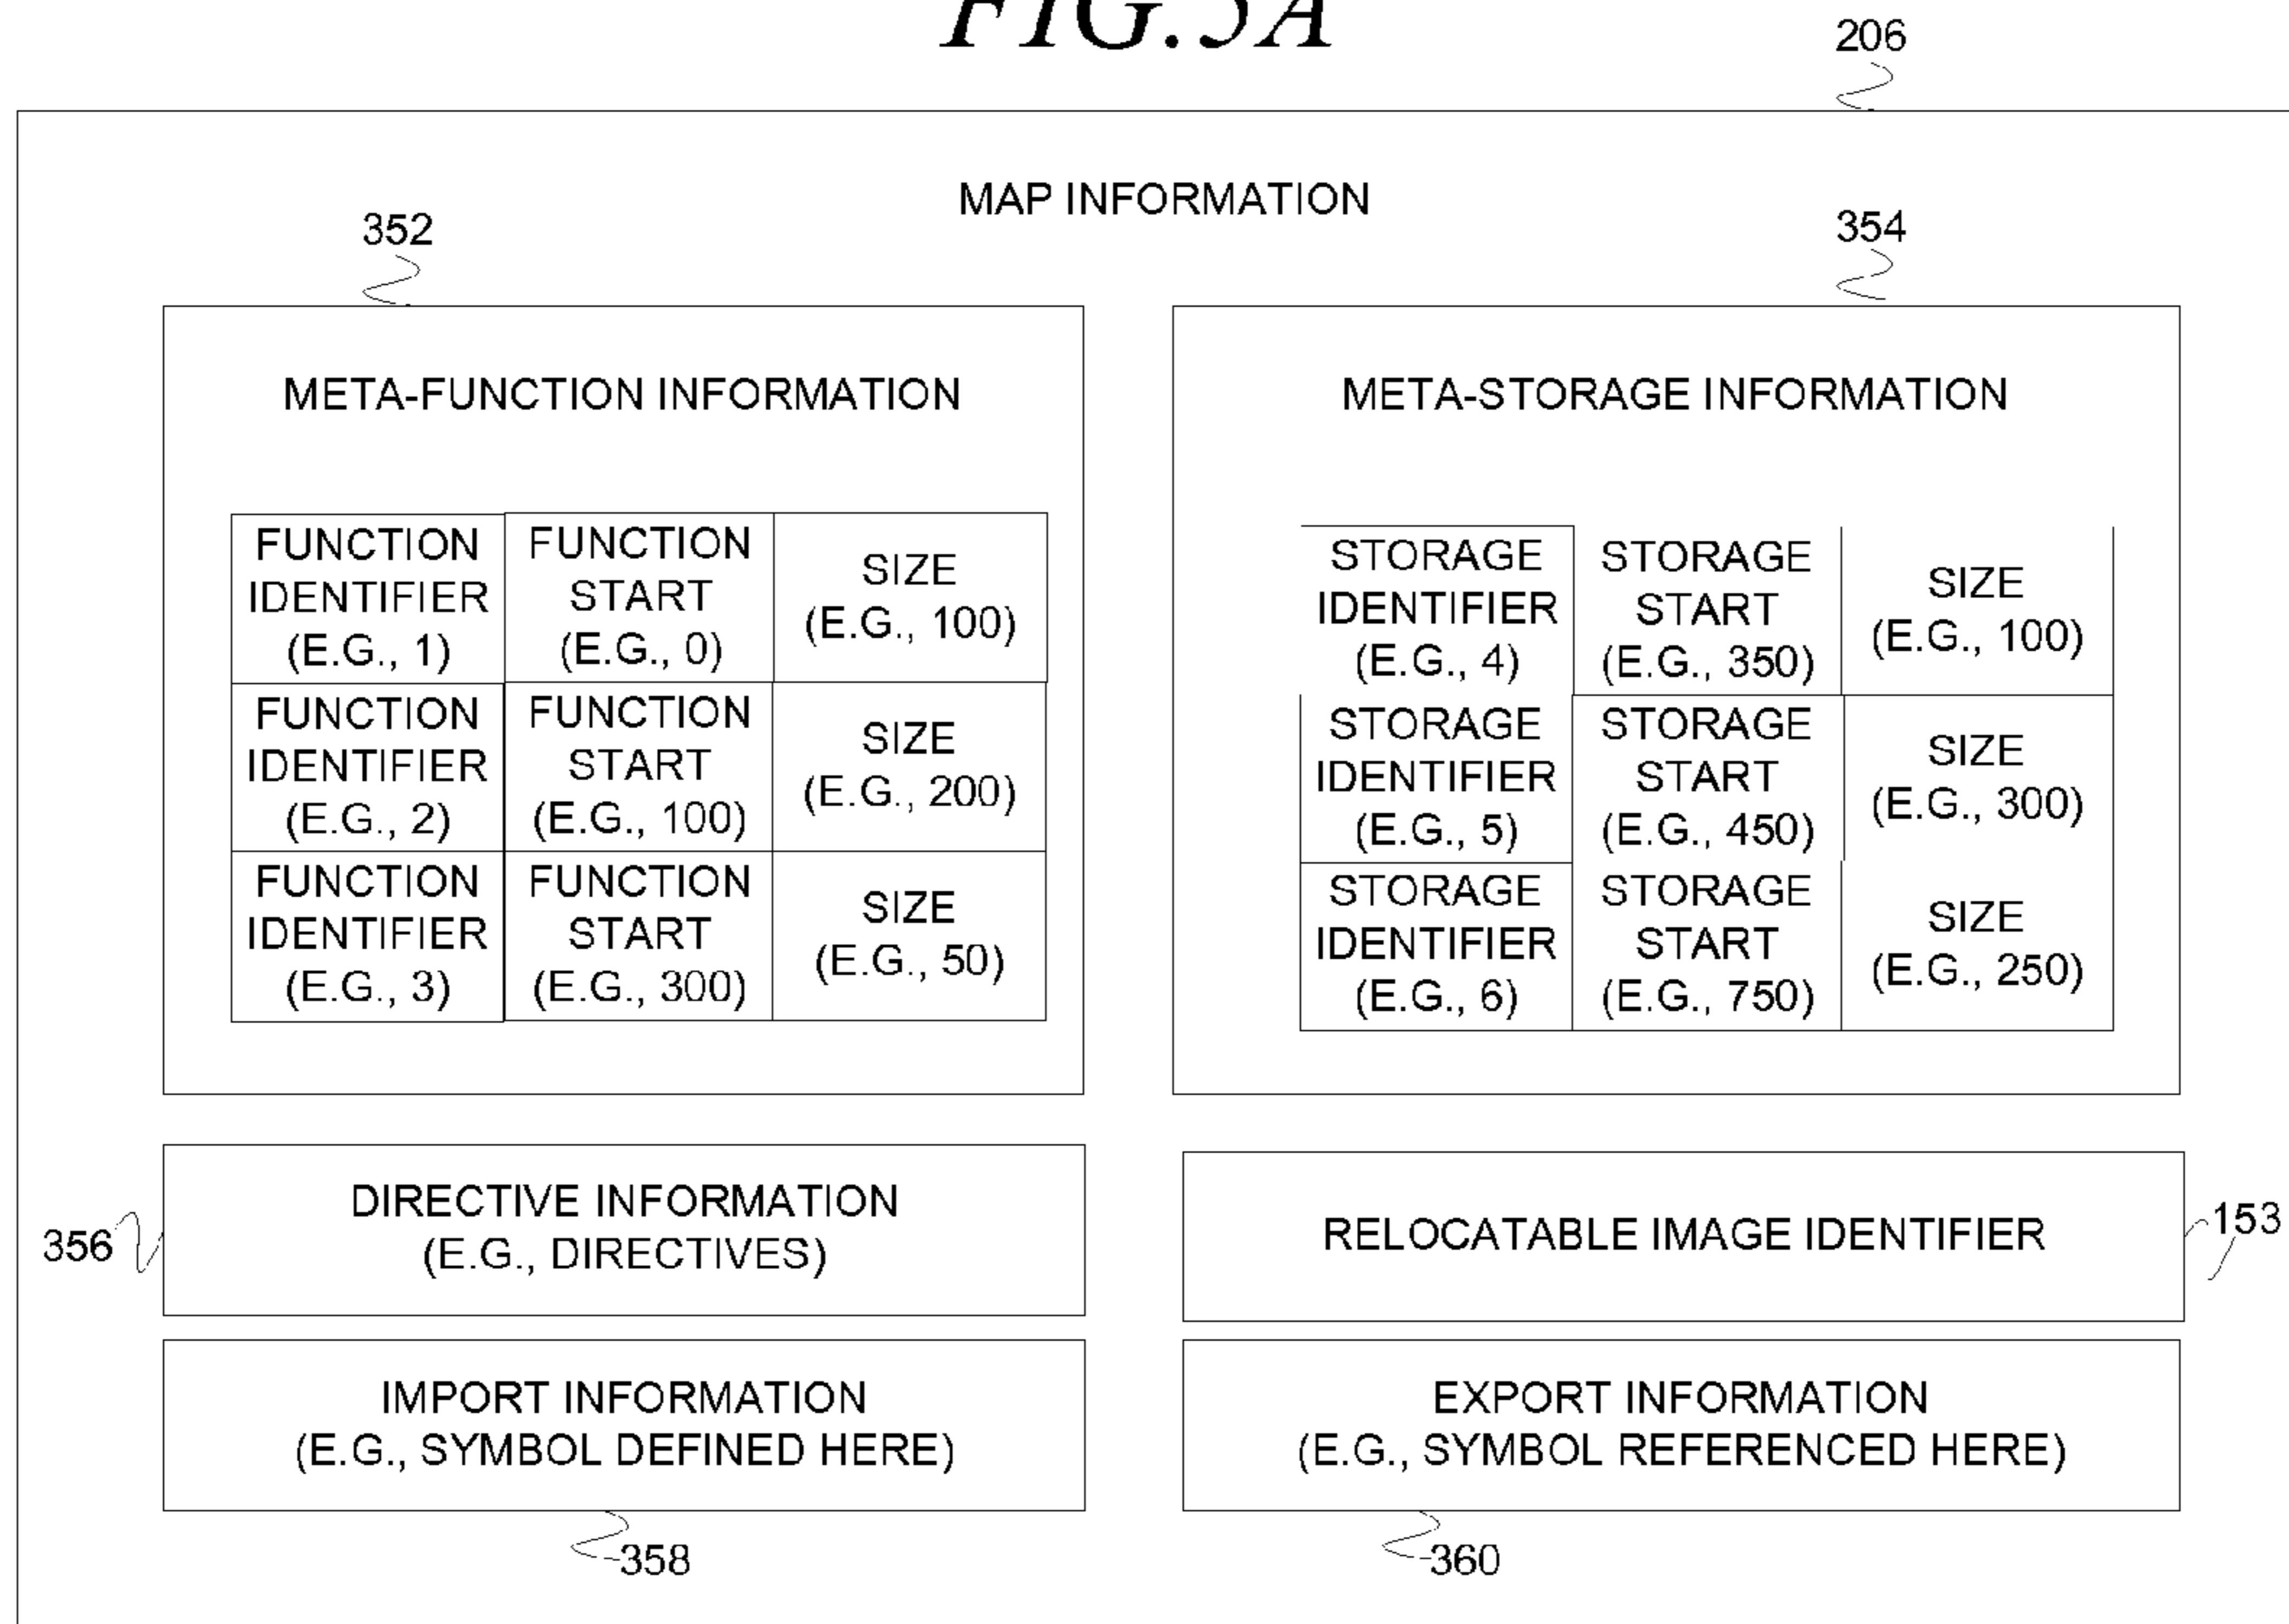 FIG.5A
206
MAP INFORMATION
352
354
META-FUNCTION INFORMATION
FUNCTION
IDENTIFIER
(E.G., 1)
FUNCTION
START
(E.G., 0)
SIZE
(E.G., 100)
FUNCTION
IDENTIFIER
(E.G., 2)
FUNCTION
START
(E.G., 100)
SIZE
(E.G., 200)
FUNCTION
IDENTIFIER
(E.G., 3)
FUNCTION
START
(E.G., 300)
SIZE
(E.G., 50)
META-STORAGE INFORMATION
STORAGE
IDENTIFIER
(E.G., 4)
STORAGE
START
(E.G., 350)
SIZE
(E.G., 100)
STORAGE
IDENTIFIER
(E.G., 5)
STORAGE
START
(E.G., 450)
SIZE
(E.G., 300)
STORAGE
IDENTIFIER
(E.G., 6)
STORAGE
START
(E.G., 750)
SIZE
(E.G., 250)
356
DIRECTIVE INFORMATION
(E.G., DIRECTIVES)
RELOCATABLE IMAGE IDENTIFIER
153
IMPORT INFORMATION
(E.G., SYMBOL DEFINED HERE)
EXPORT INFORMATION
(E.G., SYMBOL REFERENCED HERE)
358
360